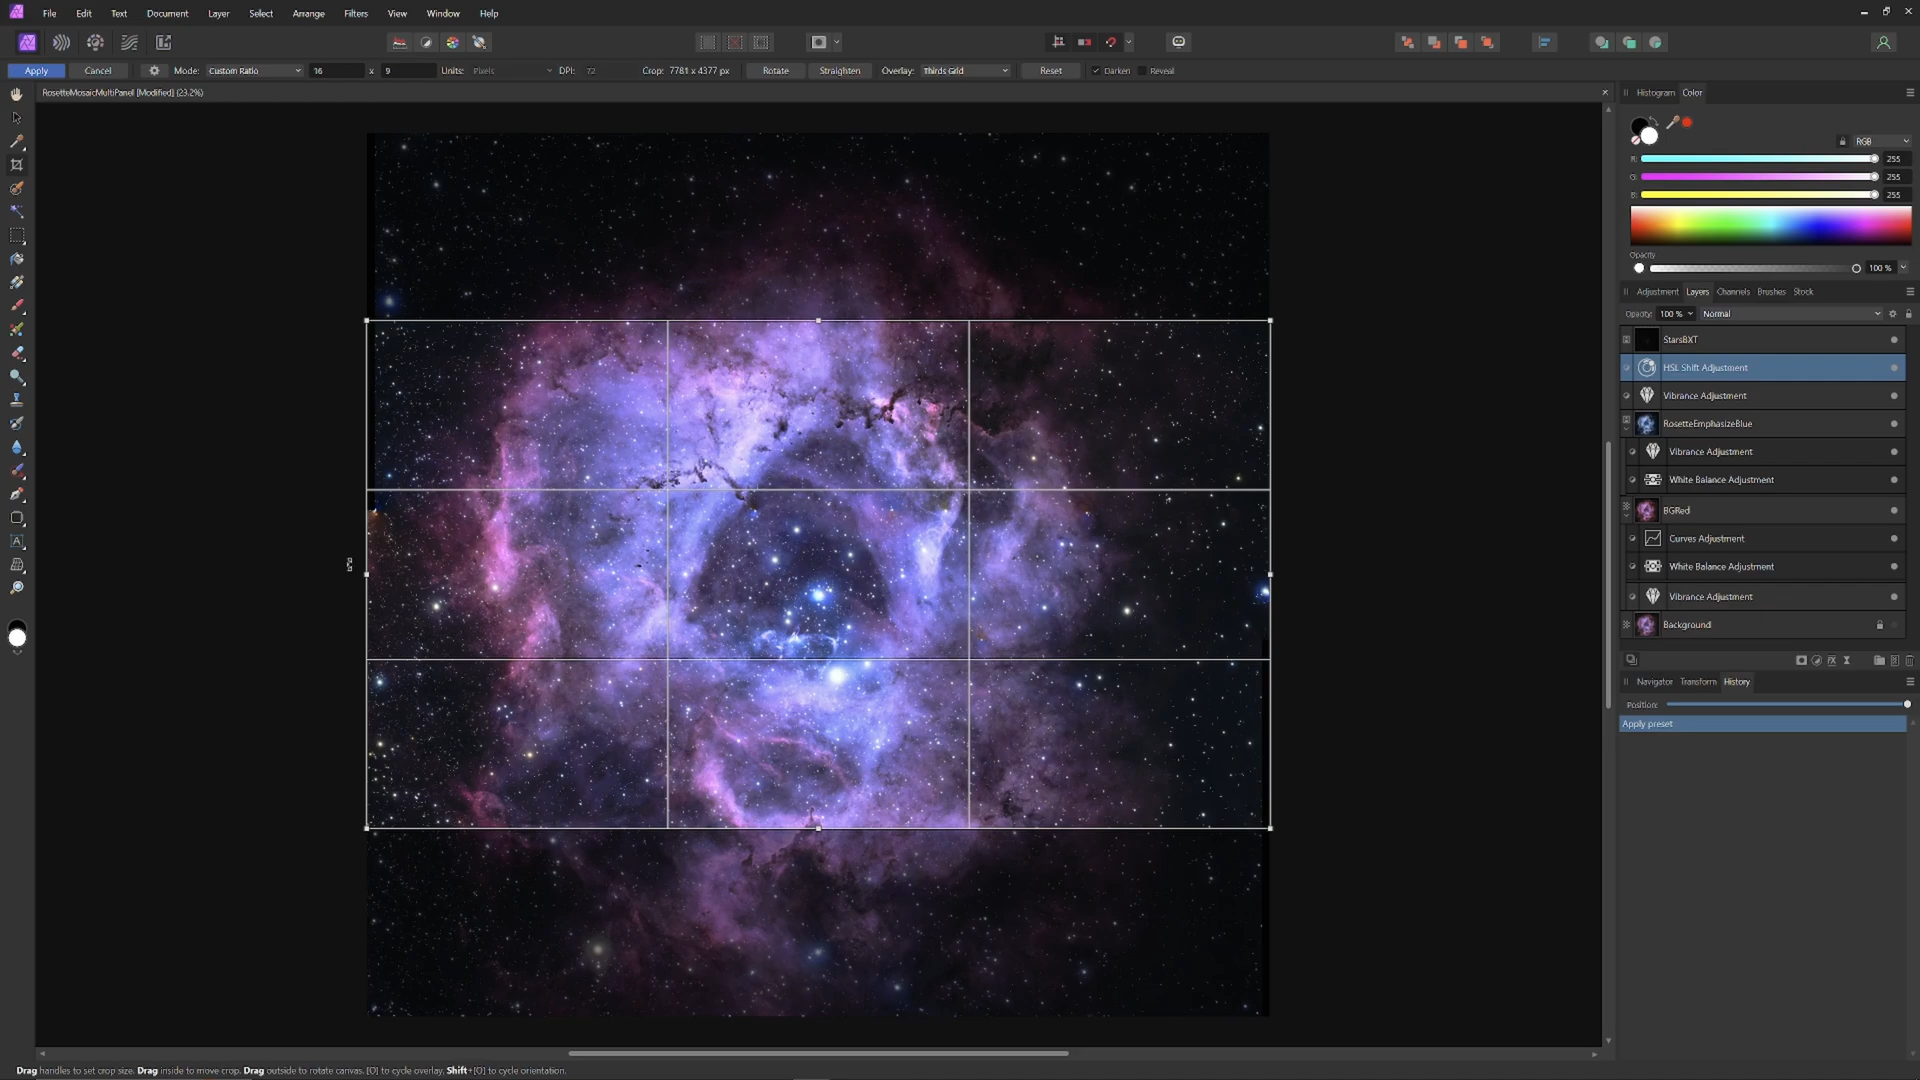 File Edit Text Document Layer Select Arrange Filters View Window Help
Apply Cancel Mode: Custom Ratio 16 x 9 Units: Pixels DPI: 72 Crop: 7781 x 4377 px Rotate Straighten Overlay: Thirds Grid Reset Darken Reveal
RosetteMosaicMultiPanel [Modified] (23.2%)
Histogram Color
RGB
R: 255
G: 255
B: 255
Opacity
100 %
Adjustment Layers Channels Brushes Stock
Opacity: 100 % Normal
StarsBXT
HSL Shift Adjustment
Vibrance Adjustment
RosetteEmphasizeBlue
Vibrance Adjustment
White Balance Adjustment
BGRed
Curves Adjustment
White Balance Adjustment
Vibrance Adjustment
Background
Navigator Transform History
Position:
Apply preset
Drag handles to set crop size. Drag inside to move crop. Drag outside to rotate canvas. [O] to cycle overlay. Shift+[O] to cycle orientation.